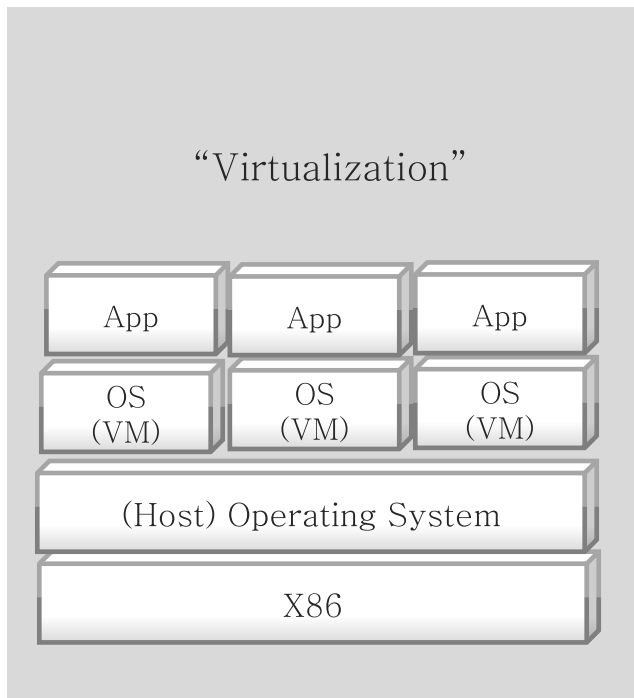 “Virtualization”
App App App
OS OS OS
(VM) (VM) (VM)
(Host) Operating System
X86